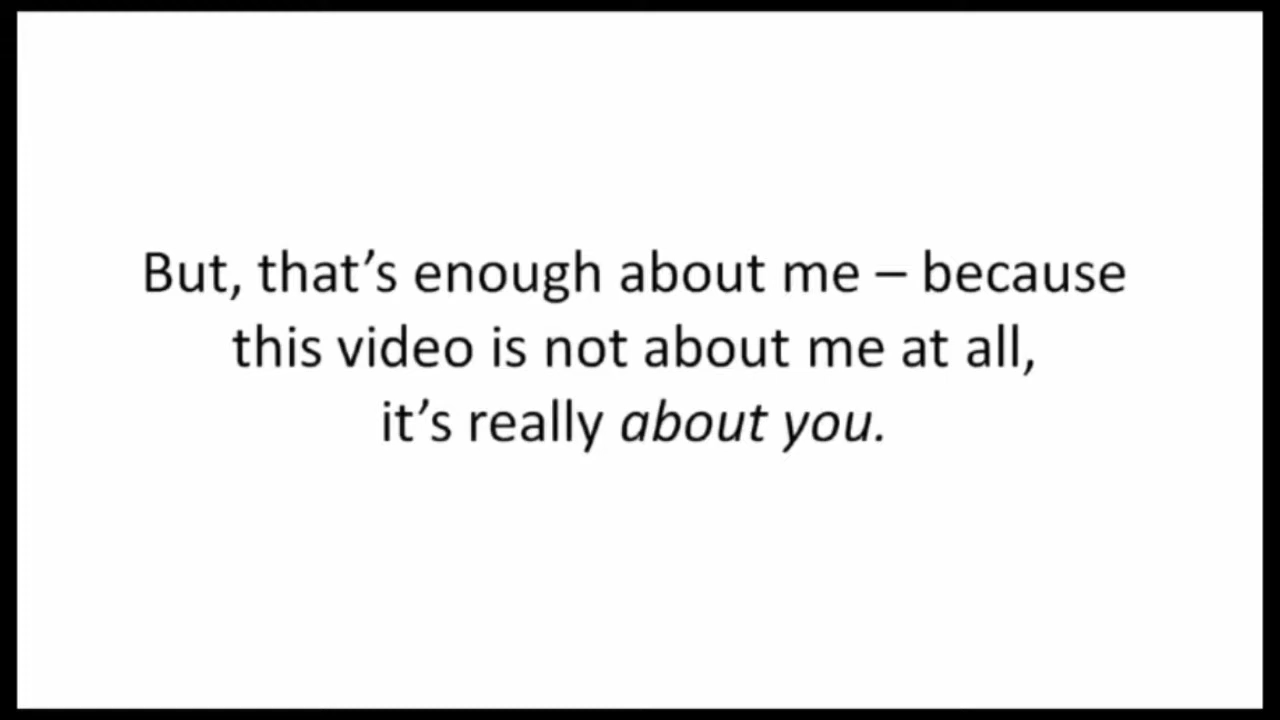 But, that’s enough about me – because
this video is not about me at all,
it’s really about you.